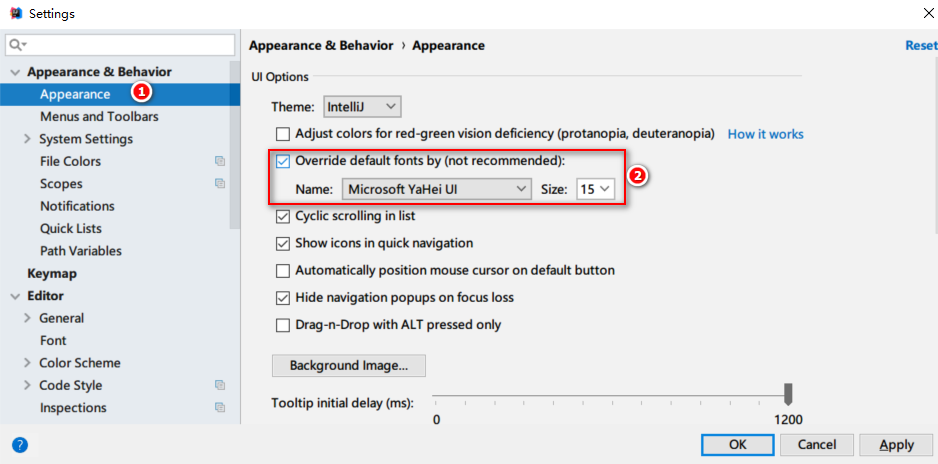 Settings
Appearance & Behavior › Appearance
Reset
Appearance & Behavior
Appearance 1
Menus and Toolbars
System Settings
File Colors
Scopes
Notifications
Quick Lists
Path Variables
Keymap
Editor
General
Font
Color Scheme
Code Style
Inspections
UI Options
Theme: IntelliJ
Adjust colors for red-green vision deficiency (protanopia, deuteranopia) How it works
Override default fonts by (not recommended):
Name: Microsoft YaHei UI Size: 15 2
Cyclic scrolling in list
Show icons in quick navigation
Automatically position mouse cursor on default button
Hide navigation popups on focus loss
Drag-n-Drop with ALT pressed only
Background Image...
Tooltip initial delay (ms):
0 1200
? OK Cancel Apply